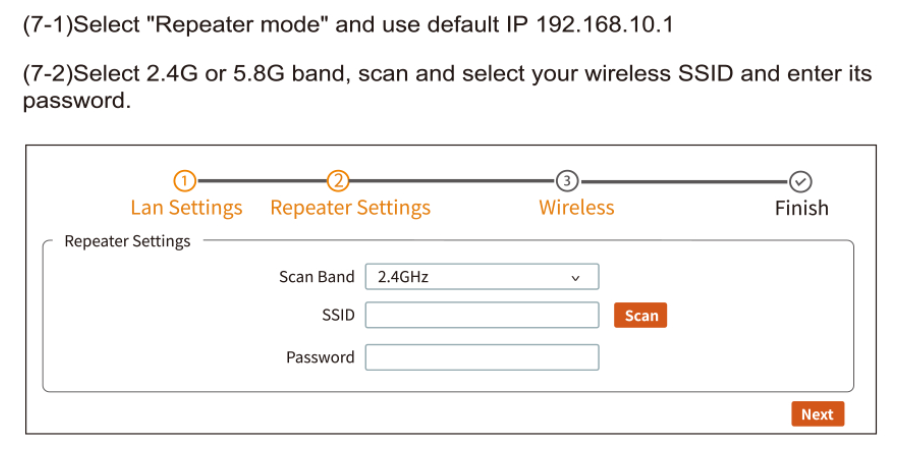 (7-1)Select "Repeater mode" and use default IP 192.168.10.1
(7-2)Select 2.4G or 5.8G band, scan and select your wireless SSID and enter its
password.
1 2 3
Lan Settings Repeater Settings Wireless Finish
Repeater Settings
Scan Band 2.4GHz
SSID Scan
Password
Next